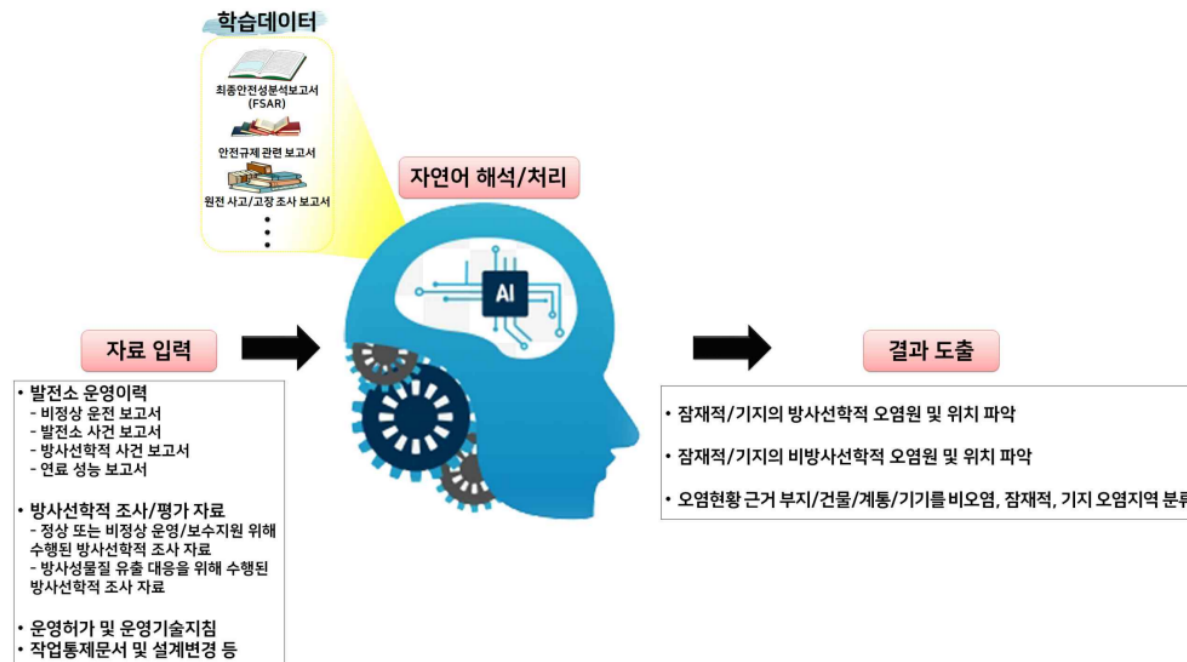 학습데이터
최종안전성분석보고서
(FSAR)
안전규제 관련 보고서
원전 사고/고장 조사 보고서
자연어 해석/처리
AI
자료 입력
• 발전소 운영이력
- 비정상 운전 보고서
- 발전소 사건 보고서
- 방사선학적 사건 보고서
- 연료 성능 보고서
• 방사선학적 조사/평가 자료
- 정상 또는 비정상 운영/보수지원 위해
수행된 방사선학적 조사 자료
- 방사성물질 유출 대응을 위해 수행된
방사선학적 조사 자료
• 운영허가 및 운영기술지침
• 작업통제문서 및 설계변경 등
결과 도출
• 잠재적/기지의 방사선학적 오염원 및 위치 파악
• 잠재적/기지의 비방사선학적 오염원 및 위치 파악
• 오염현황 근거 부지/건물/계통/기기를 비오염, 잠재적, 기지 오염지역 분류